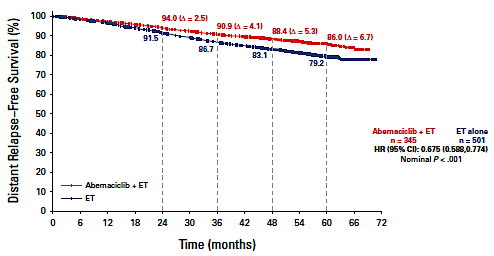 Distant Relapse–Free Survival (%)
100
90
80
70
60
50
40
30
20
10
0
94.0 (Δ = 2.5)
90.9 (Δ = 4.1)
88.4 (Δ = 5.3)
86.0 (Δ = 6.7)
91.5
86.7
83.1
79.2
Abemaciclib + ET
ET
Abemaciclib + ET ET alone
n = 345 n = 501
HR (95% CI): 0.675 (0.588,0.774)
Nominal P < .001
0 6 12 18 24 30 36 42 48 54 60 66 72
Time (months)